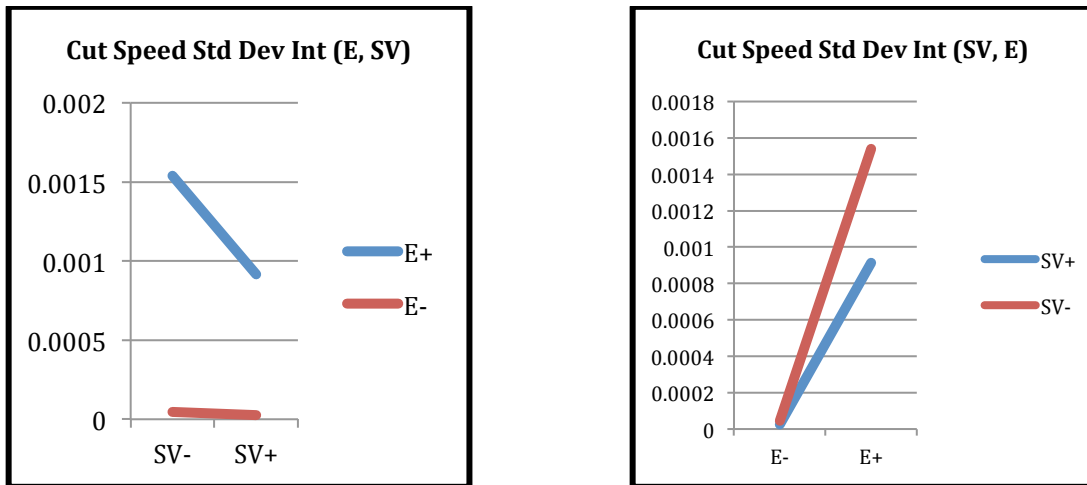 Cut Speed Std Dev Int (E, SV)
0.002
0.0015
0.001
0.0005
0
SV-
SV+
E+
E-
Cut Speed Std Dev Int (SV, E)
0.0018
0.0016
0.0014
0.0012
0.001
0.0008
0.0006
0.0004
0.0002
0
E-
E+
SV+
SV-